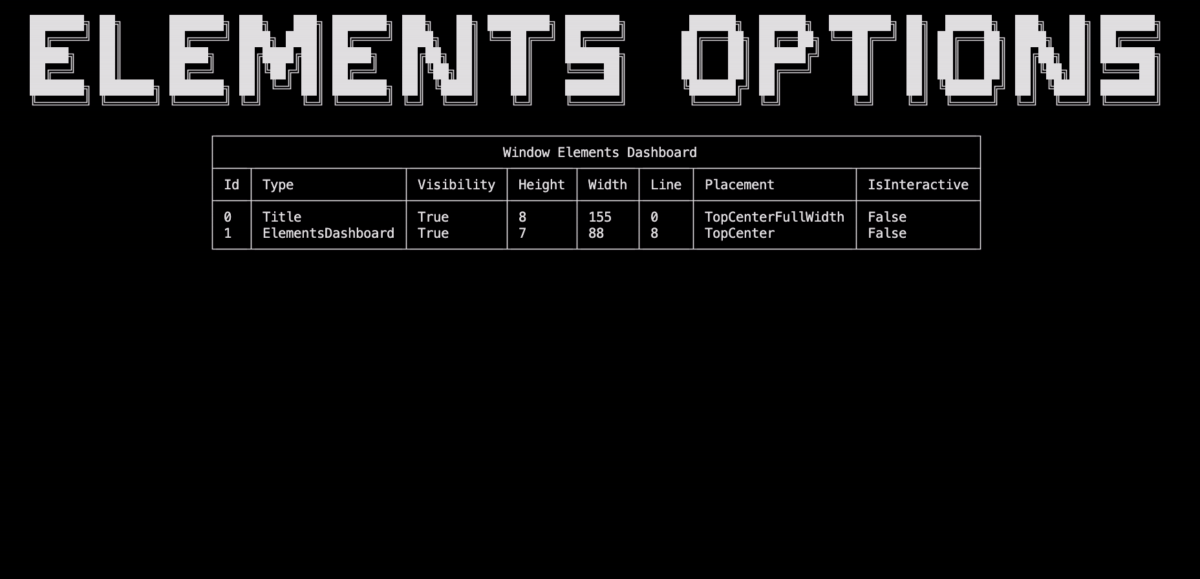 ELEMENTS OPTIONS
Window Elements Dashboard
Id Type Visibility Height Width Line Placement IsInteractive
0 Title True 8 155 0 TopCenterFullWidth False
1 ElementsDashboard True 7 88 8 TopCenter False